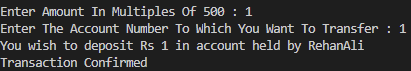 Enter Amount In Multiples Of 500 : 1
Enter The Account Number To Which You Want To Transfer : 1
You wish to deposit Rs 1 in account held by RehanAli
Transaction Confirmed